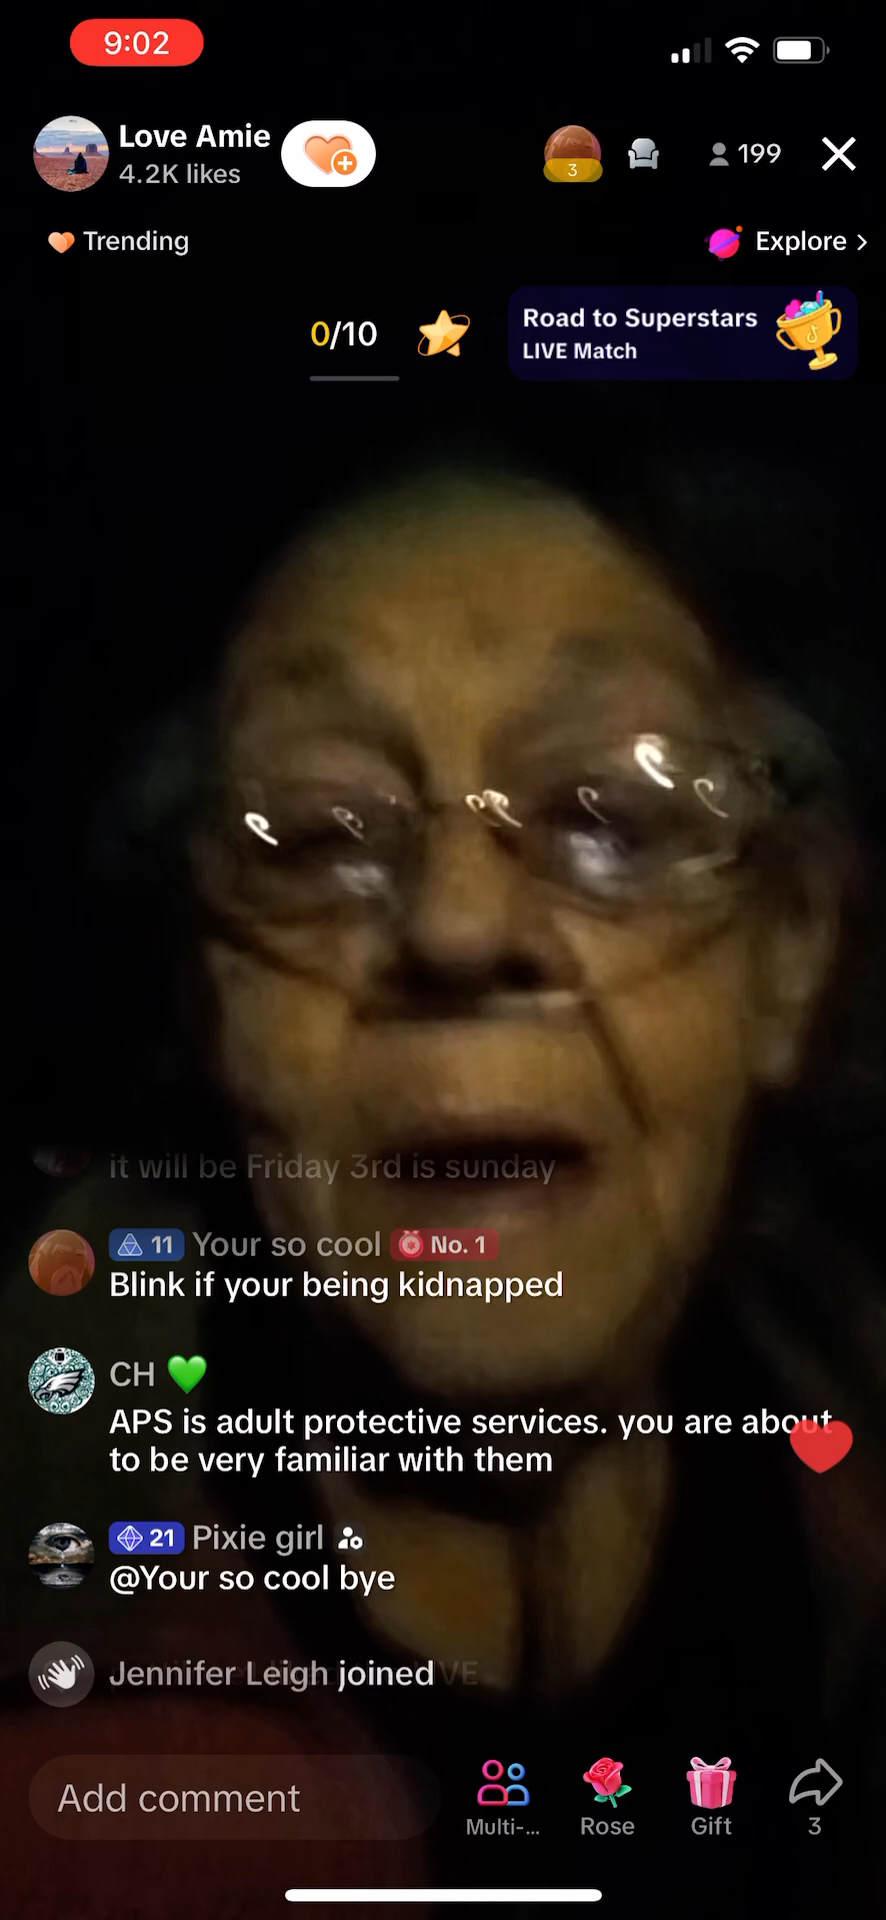 9:02
Love Amie
4.2K likes
3
199
Trending
Explore >
0/10
Road to Superstars
LIVE Match
it will be Friday 3rd is sunday
11 Your so cool No. 1
Blink if your being kidnapped
CH 💚
APS is adult protective services. you are about
to be very familiar with them
21 Pixie girl
@Your so cool bye
Jennifer Leigh joined
Add comment
Multi-...
Rose
Gift
3